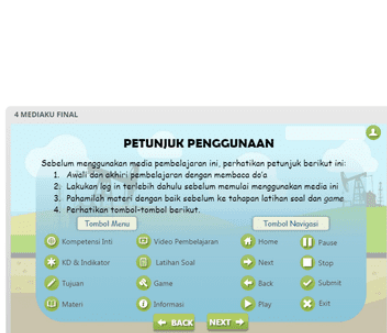 4 MEDIAKU FINAL
PETUNJUK PENGGUNAAN
Sebelum menggunakan media pembelajaran ini, perhatikan petunjuk berikut ini:
1. Awali dan akhiri pembelajaran dengan membaca do'a
2. Lakukan log in terlebih dahulu sebelum memulai menggunakan media ini
3. Pahamilah materi dengan baik sebelum ke tahapan latihan soal dan game
4. Perhatikan tombol-tombol berikut.
Tombol Menu Tombol Navigasi
Kompetensi Inti Video Pembelajaran Home Pause
KD & Indikator Latihan Soal Next Stop
Tujuan Game Back Submit
Materi Informasi Play Exit
BACK NEXT